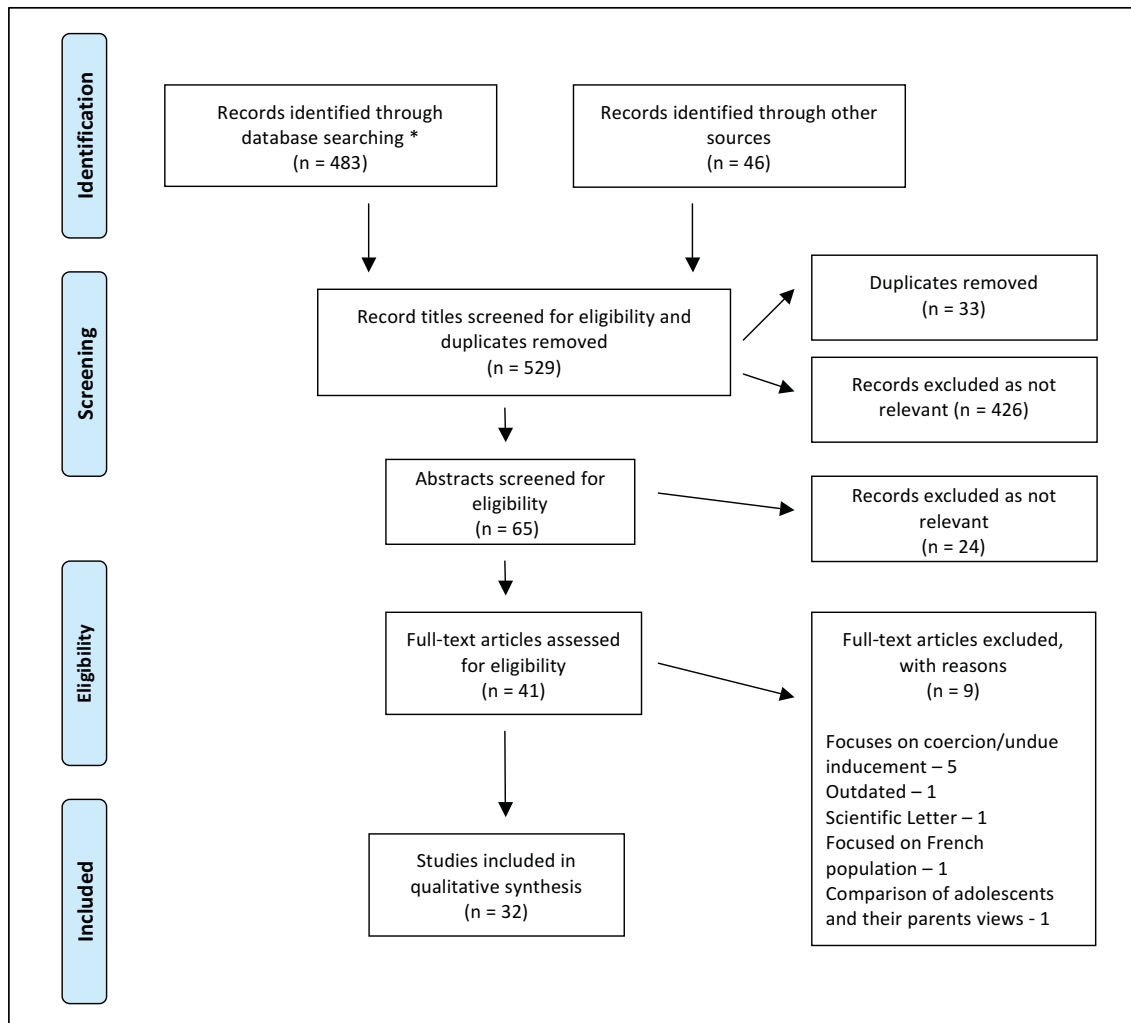 Identification
Records identified through
database searching *
(n = 483)
Records identified through other
sources
(n = 46)
Screening
Record titles screened for eligibility and
duplicates removed
(n = 529)
Duplicates removed
(n = 33)
Records excluded as not
relevant (n = 426)
Abstracts screened for
eligibility
(n = 65)
Records excluded as not
relevant
(n = 24)
Eligibility
Full-text articles assessed
for eligibility
(n = 41)
Full-text articles excluded,
with reasons
(n = 9)
Focuses on coercion/undue
inducement – 5
Outdated – 1
Scientific Letter – 1
Focused on French
population – 1
Comparison of adolescents
and their parents views - 1
Included
Studies included in
qualitative synthesis
(n = 32)